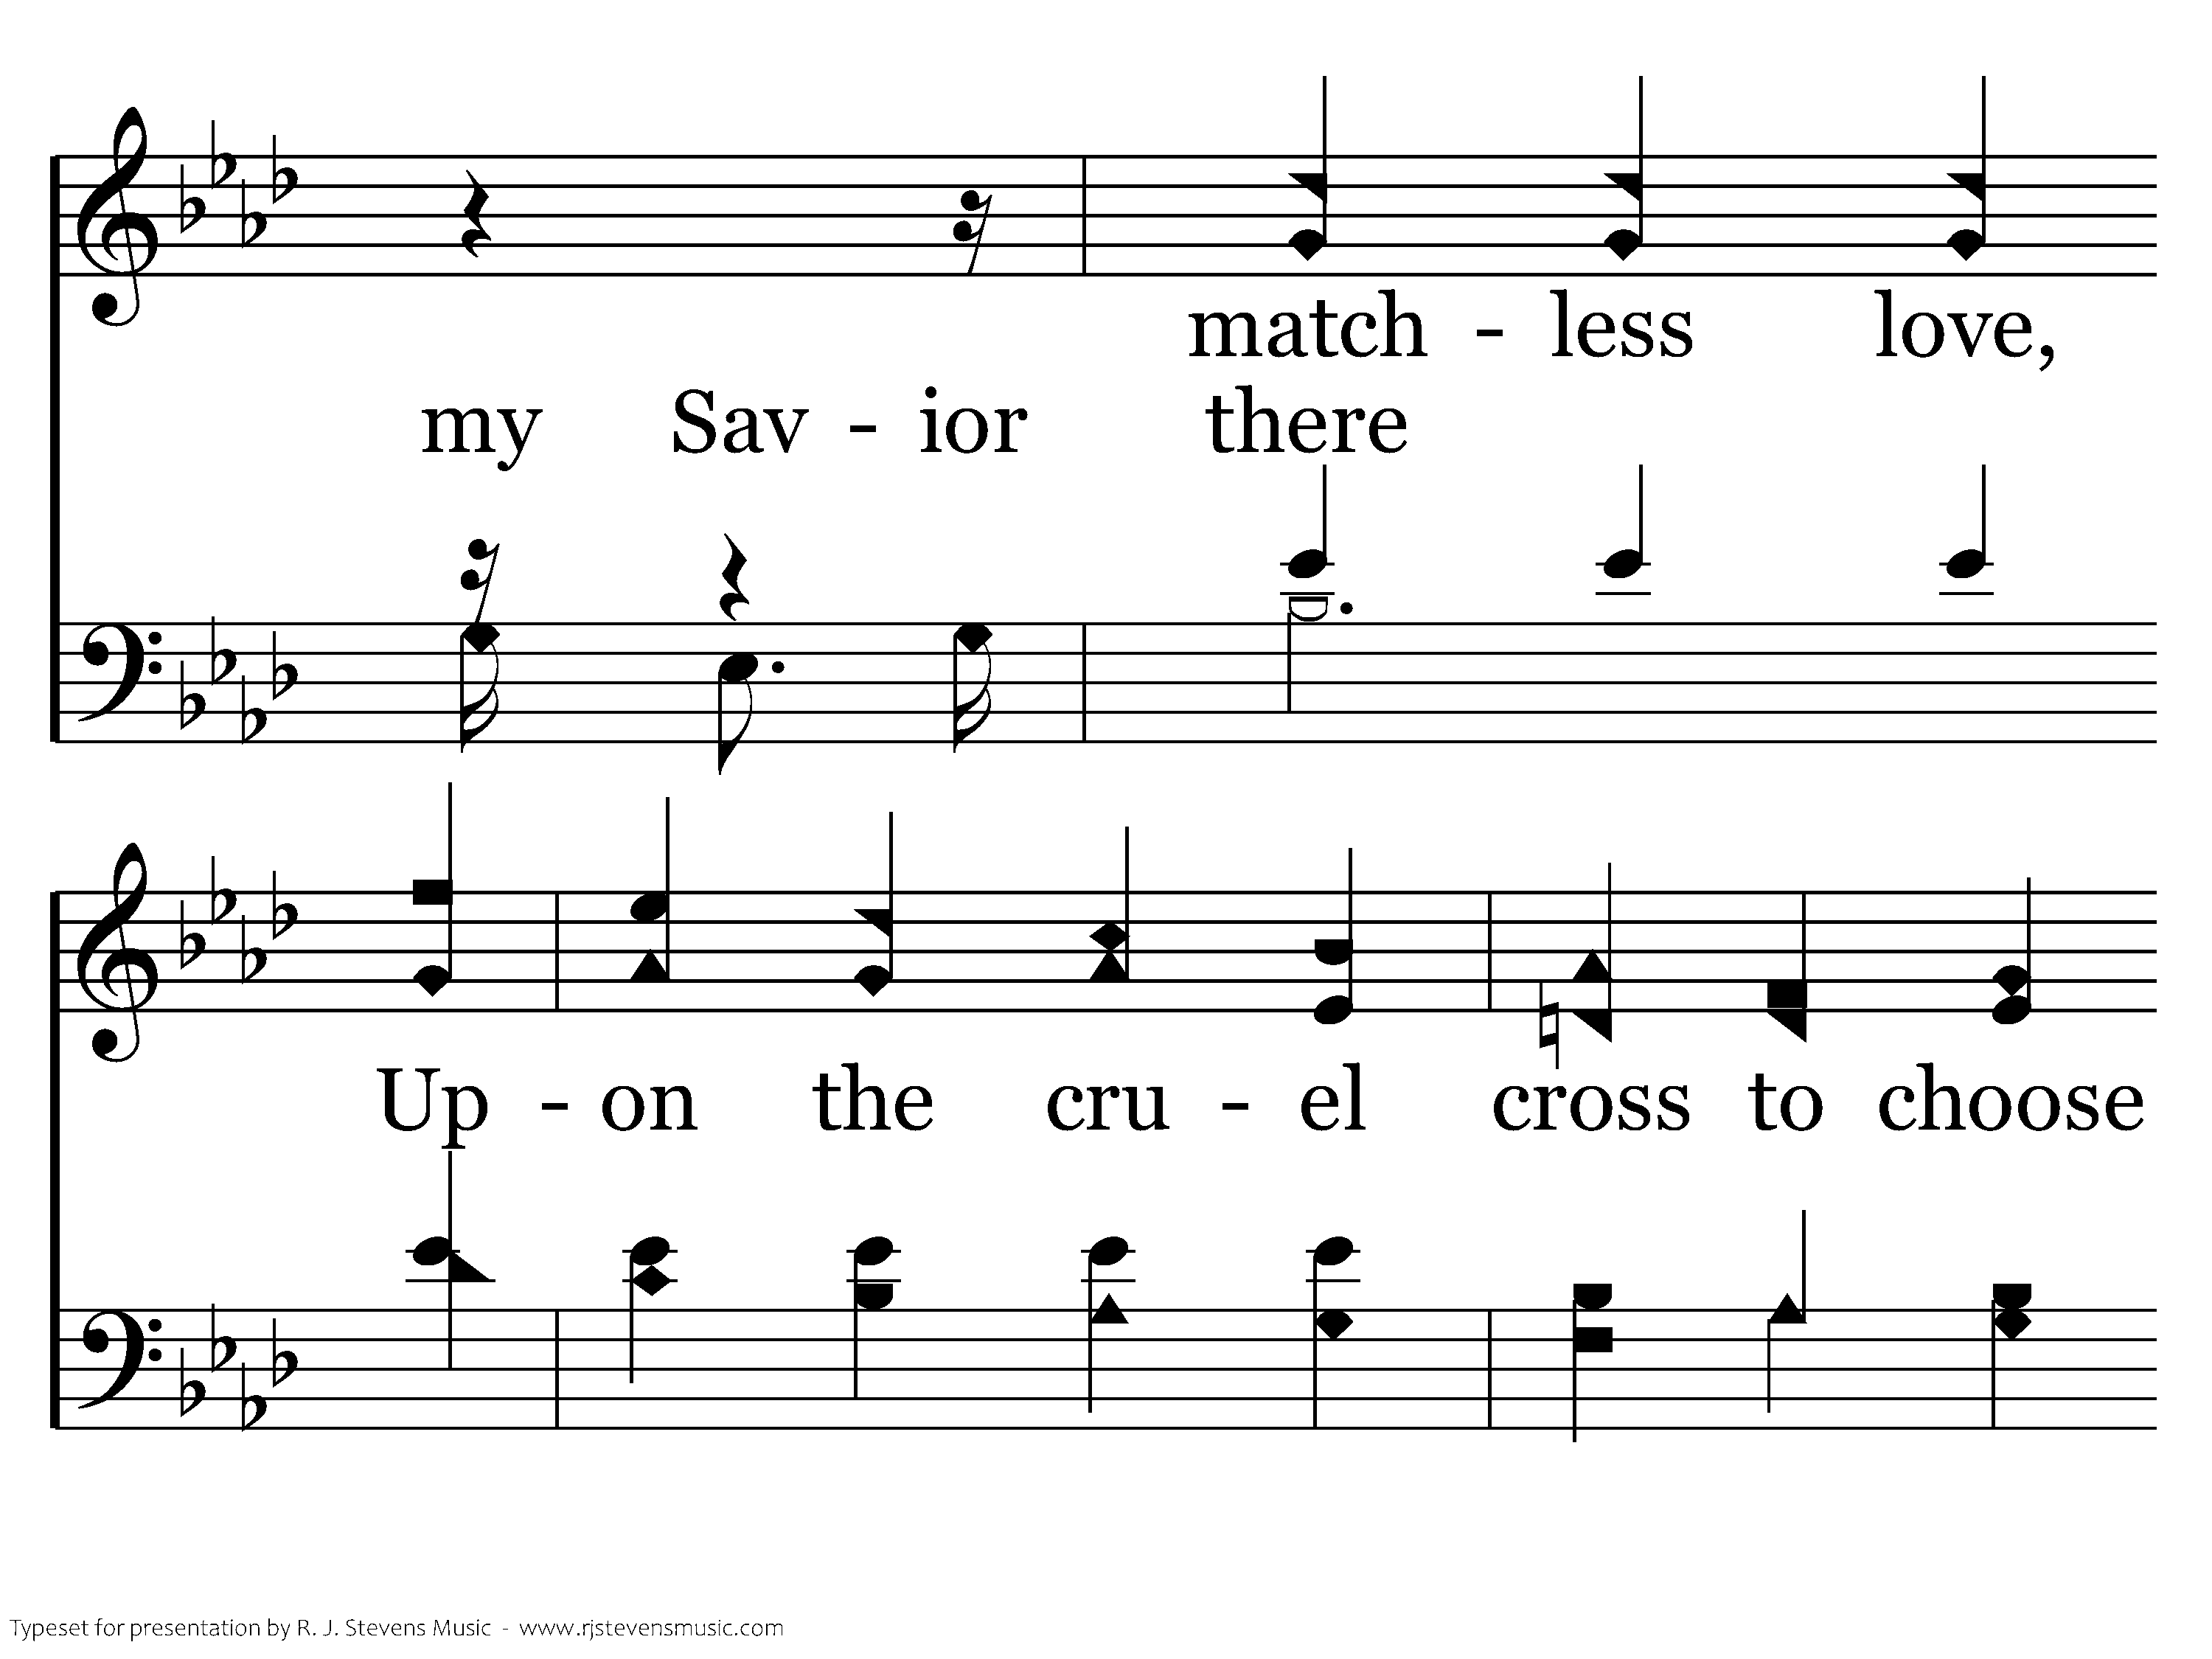 match - less love,
my Sav - ior there
Up - on the cru - el cross to choose
Typeset for presentation by R. J. Stevens Music - www.rjstevensmusic.com